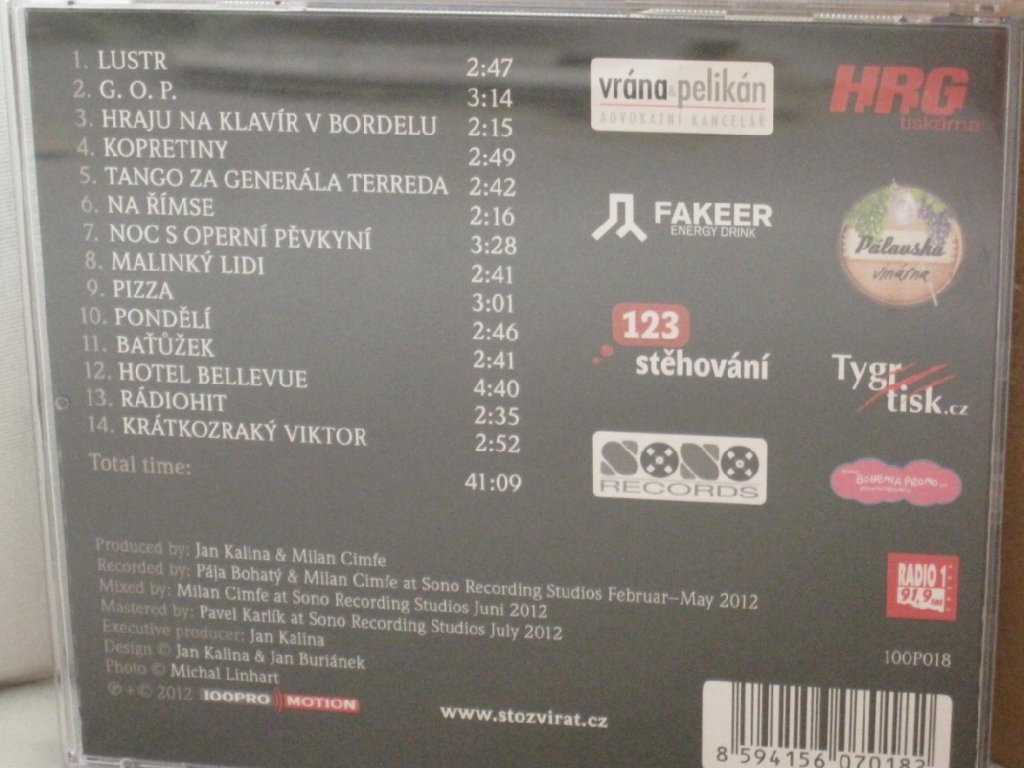 1. LUSTR 2:47
2. G. O. P. 3:14
3. HRAJU NA KLAVÍR V BORDELU 2:15
4. KOPRETINY 2:49
5. TANGO ZA GENERÁLA TERREDA 2:42
6. NA ŘÍMSE 2:16
7. NOC S OPERNÍ PĚVKYNÍ 3:28
8. MALINKÝ LIDI 2:41
9. PIZZA 3:01
10. PONDĚLÍ 2:46
11. BAŤŮŽEK 2:41
12. HOTEL BELLEVUE 4:40
13. RÁDIOHIT 2:35
14. KRÁTKOZRAKÝ VIKTOR 2:52
Total time: 41:09
vrána & pelikán
ADVOKÁTNÍ KANCELÁŘ
HRG
tiskárna
FAKEER
ENERGY DRINK
Pálavská
vinárna
123
stěhování
Tygr
tisk.cz
SONO
RECORDS
BOHEMIA PROMO
RADIO 1
91,9 FM
Produced by: Jan Kalina & Milan Cimfe
Recorded by: Pája Bohatý & Milan Cimfe at Sono Recording Studios Februar–May 2012
Mixed by: Milan Cimfe at Sono Recording Studios Juni 2012
Mastered by: Pavel Karlík at Sono Recording Studios July 2012
Executive producer: Jan Kalina
Design © Jan Kalina & Jan Buriánek
Photo © Michal Linhart
℗ + © 2012 100PRO MOTION
www.stozvirat.cz
100P018
8 594156 070182